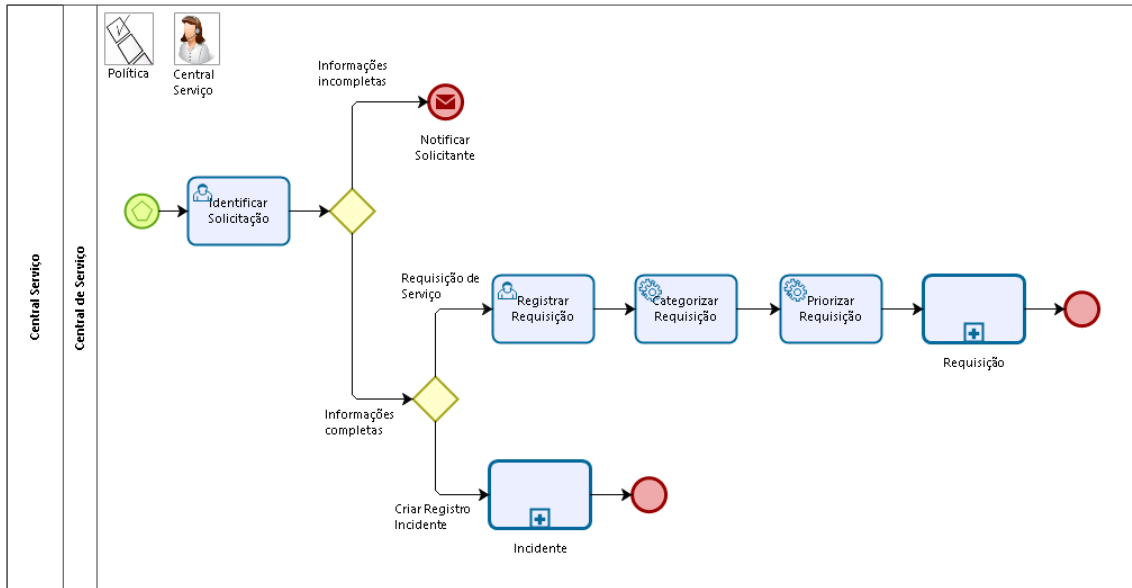 Central Serviço
Central de Serviço
Política
Central
Serviço
Informações
incompletas
Notificar
Solicitante
Identificar
Solicitação
Requisição de
Serviço
Registrar
Requisição
Categorizar
Requisição
Priorizar
Requisição
Requisição
Informações
completas
Criar Registro
Incidente
Incidente